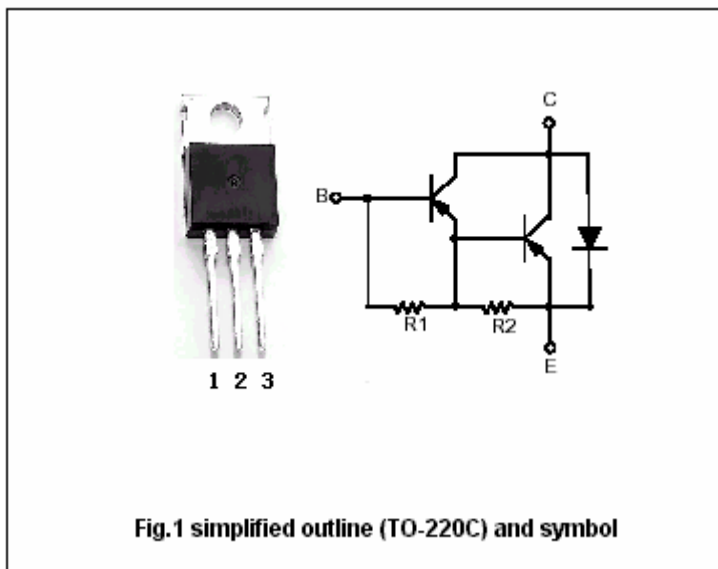 C
B
R1 R2
E
1 2 3
Fig.1 simplified outline (TO-220C) and symbol